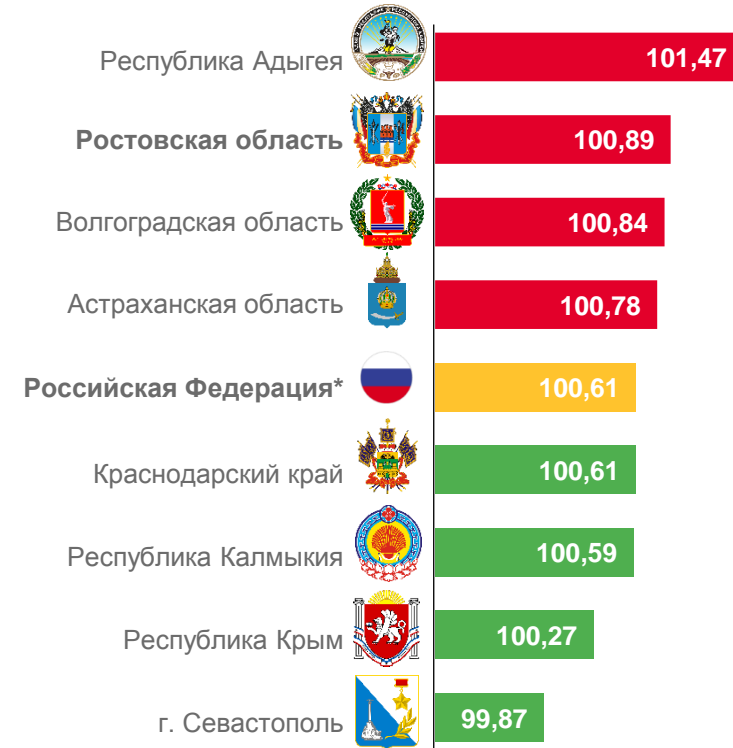 Республика Адыгея 101,47
Ростовская область 100,89
Волгоградская область 100,84
Астраханская область 100,78
Российская Федерация* 100,61
Краснодарский край 100,61
Республика Калмыкия 100,59
Республика Крым 100,27
г. Севастополь 99,87